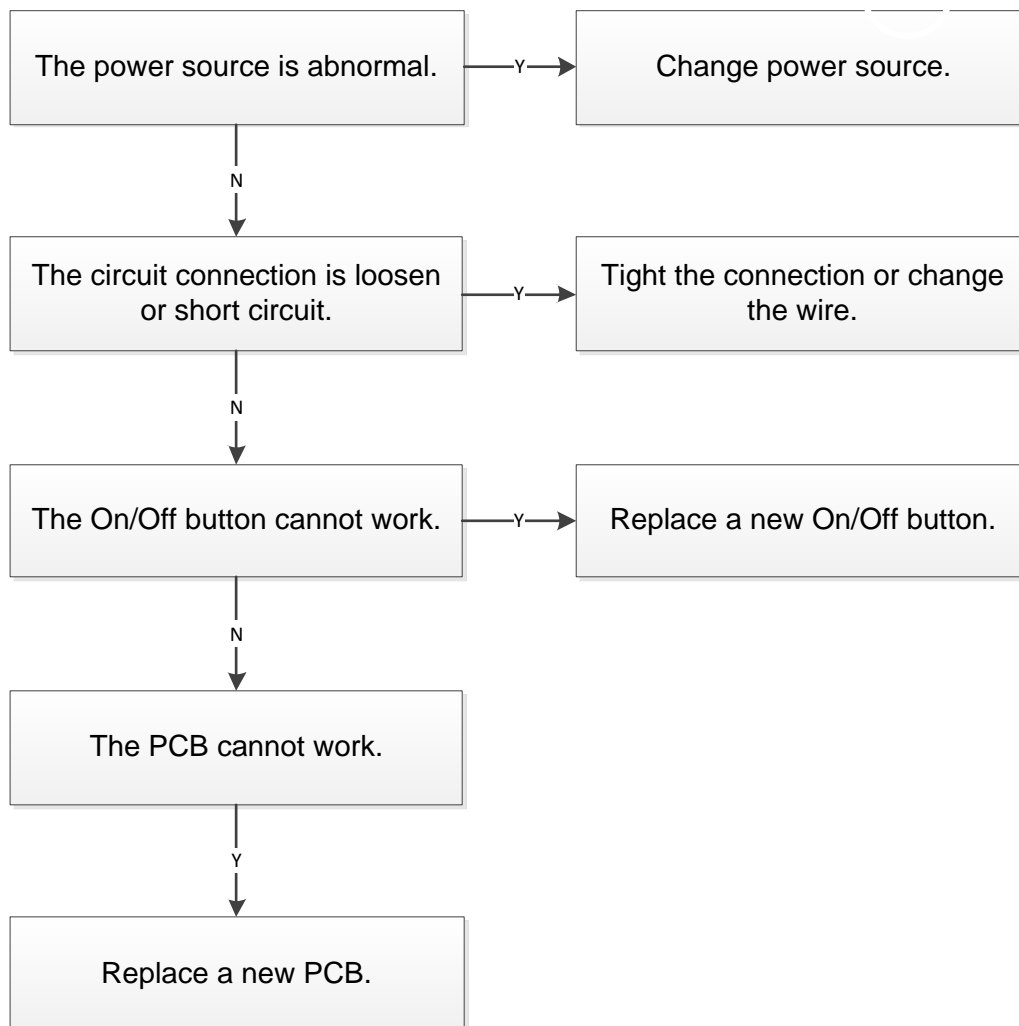 The power source is abnormal.
Y
Change power source.
N
The circuit connection is loosen
or short circuit.
Y
Tight the connection or change
the wire.
N
The On/Off button cannot work.
Y
Replace a new On/Off button.
N
The PCB cannot work.
Y
Replace a new PCB.